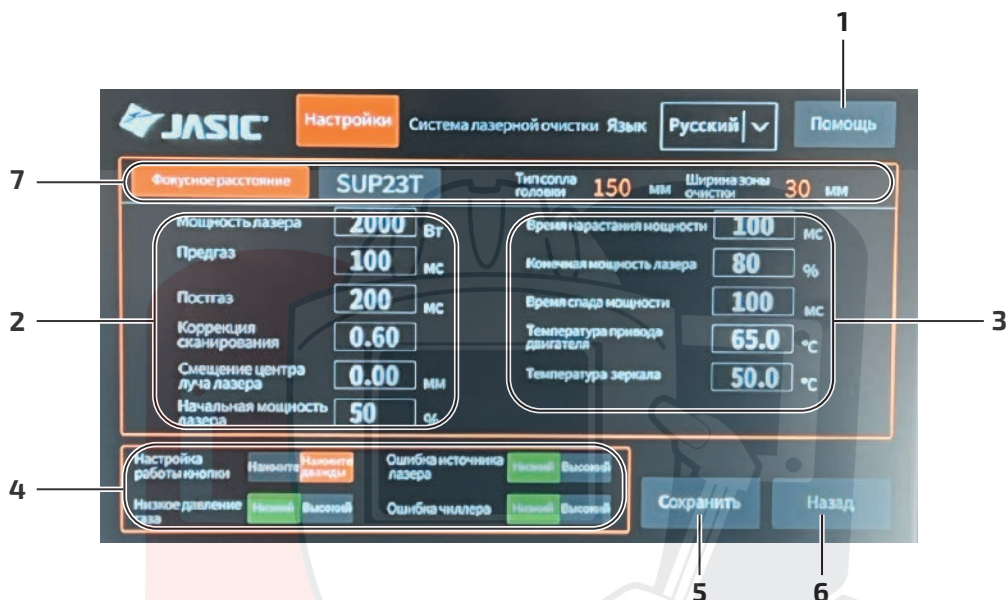 1
JASIC
Настройки
Система лазерной очистки Язык Русский Помощь
7
Фокусное расстояние SUP23T Тип сопла головки 150 мм Ширина зоны очистки 30 мм
2
Мощность лазера 2000 Вт
Предгаз 100 мс
Постгаз 200 мс
Коррекция сканирования 0.60
Смещение центра луча лазера 0.00 мм
Начальная мощность лазера 50 %
Время нарастания мощности 100 мс
Конечная мощность лазера 80 %
Время спада мощности 100 мс
Температура привода двигателя 65.0 °C
Температура зеркала 50.0 °C
3
4
Настройка работы кнопки Нажмите Нажмите дважды
Ошибка источника лазера Низкий Высокий
Низкое давление газа Низкий Высокий
Ошибка чиллера Низкий Высокий
Сохранить Назад
5 6